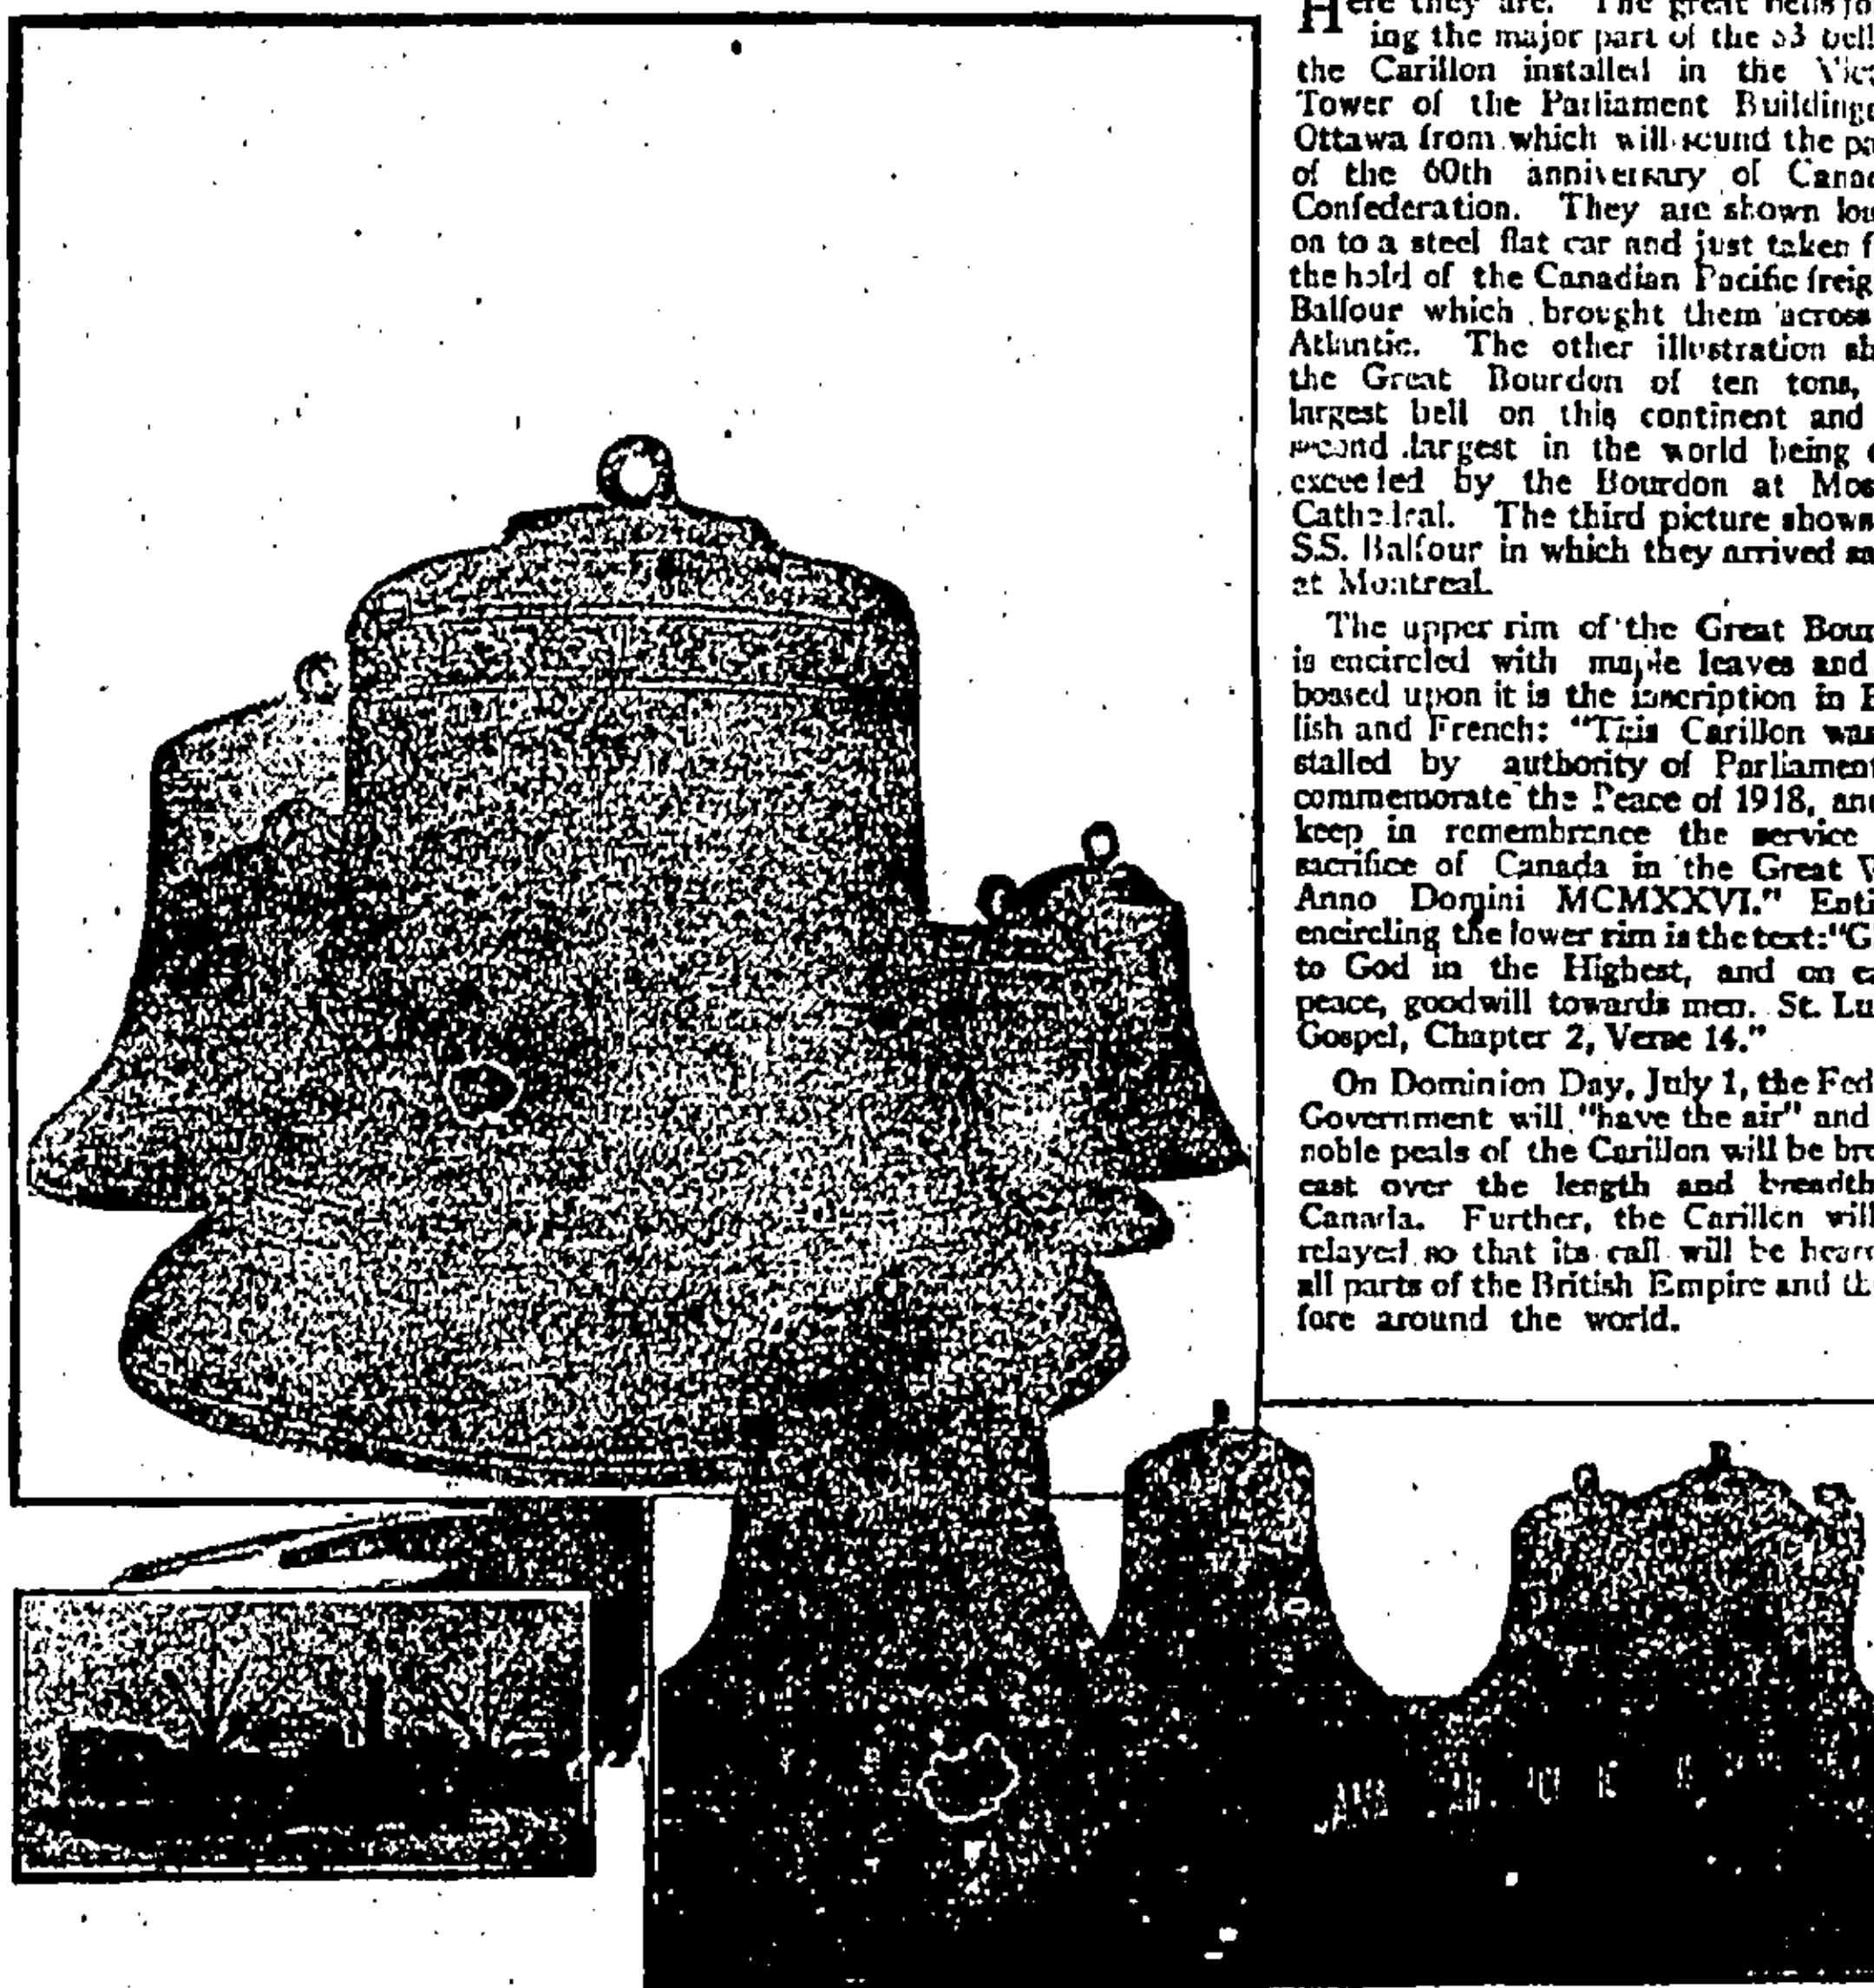 Here they are. The great bells fo
ing the major part of the 53 bell
the Carillon installed in the Vic
Tower of the Parliament Buildings
Ottawa from which will sound the pa
of the 60th anniversary of Canad
Confederation. They are shown lo
on to a steel flat car and just taken f
the hold of the Canadian Pacific freig
Balfour which brought them across
Atlantic. The other illustration sh
the Great Bourdon of ten tons,
largest bell on this continent and
second largest in the world being o
exceeded by the Bourdon at Mos
Cathedral. The third picture shows
S.S. Balfour in which they arrived sa
at Montreal.
The upper rim of the Great Bour
is encircled with maple leaves and
bossed upon it is the inscription in E
lish and French: "This Carillon was
stalled by authority of Parliament
commemorate the Peace of 1918, and
keep in remembrance the service
sacrifice of Canada in the Great W
Anno Domini MCMXXVI." Enti
encircling the lower rim is the text: "G
to God in the Highest, and on ea
peace, goodwill towards men. St. Lu
Gospel, Chapter 2, Verse 14."
On Dominion Day, July 1, the Fed
Government will "have the air" and
noble peals of the Carillon will be bro
cast over the length and breadth
Canada. Further, the Carillon will
relayed so that its call will be heard
all parts of the British Empire and th
fore around the world.